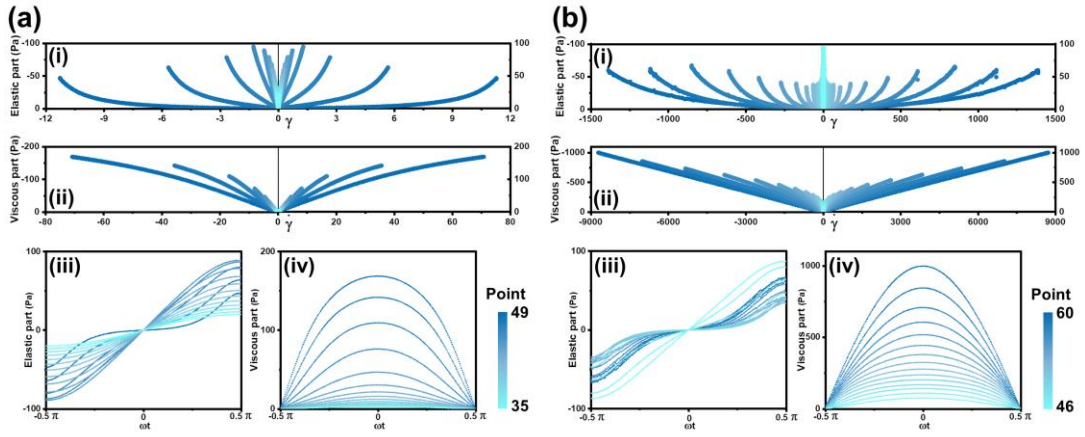 (a)
(i)
Elastic part (Pa)
-100
-50
0
100
50
0
-12 -9 -6 -3 0 3 6 9 12
γ
(ii)
Viscous part (Pa)
-200
-100
0
200
100
0
-80 -60 -40 -20 0 20 40 60 80
γ̇
(iii)
Elastic part (Pa)
100
0
-100
-0.5 π 0 0.5 π
ωt
(iv)
Viscous part (Pa)
200
100
0
-0.5 π 0 0.5 π
ωt
Point
49
35
(b)
(i)
Elastic part (Pa)
-100
-50
0
100
50
0
-1500 -1000 -500 0 500 1000 1500
γ
(ii)
Viscous part (Pa)
-1000
-500
0
1000
500
0
-9000 -6000 -3000 0 3000 6000 9000
γ̇
(iii)
Elastic part (Pa)
100
0
-100
-0.5 π 0 0.5 π
ωt
(iv)
Viscous part (Pa)
1000
500
0
-0.5 π 0 0.5 π
ωt
Point
60
46